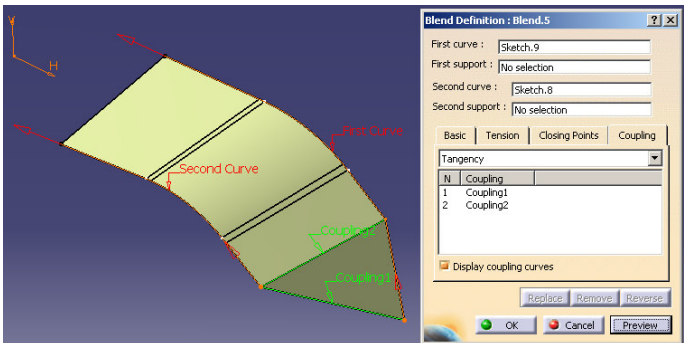 V
H
First Curve
Second Curve
Coupling2
Coupling1
Blend Definition : Blend.5
First curve : Sketch.9
First support : No selection
Second curve : Sketch.8
Second support : No selection
Basic Tension Closing Points Coupling
Tangency
N Coupling
1 Coupling1
2 Coupling2
Display coupling curves
Replace Remove Reverse
OK Cancel Preview